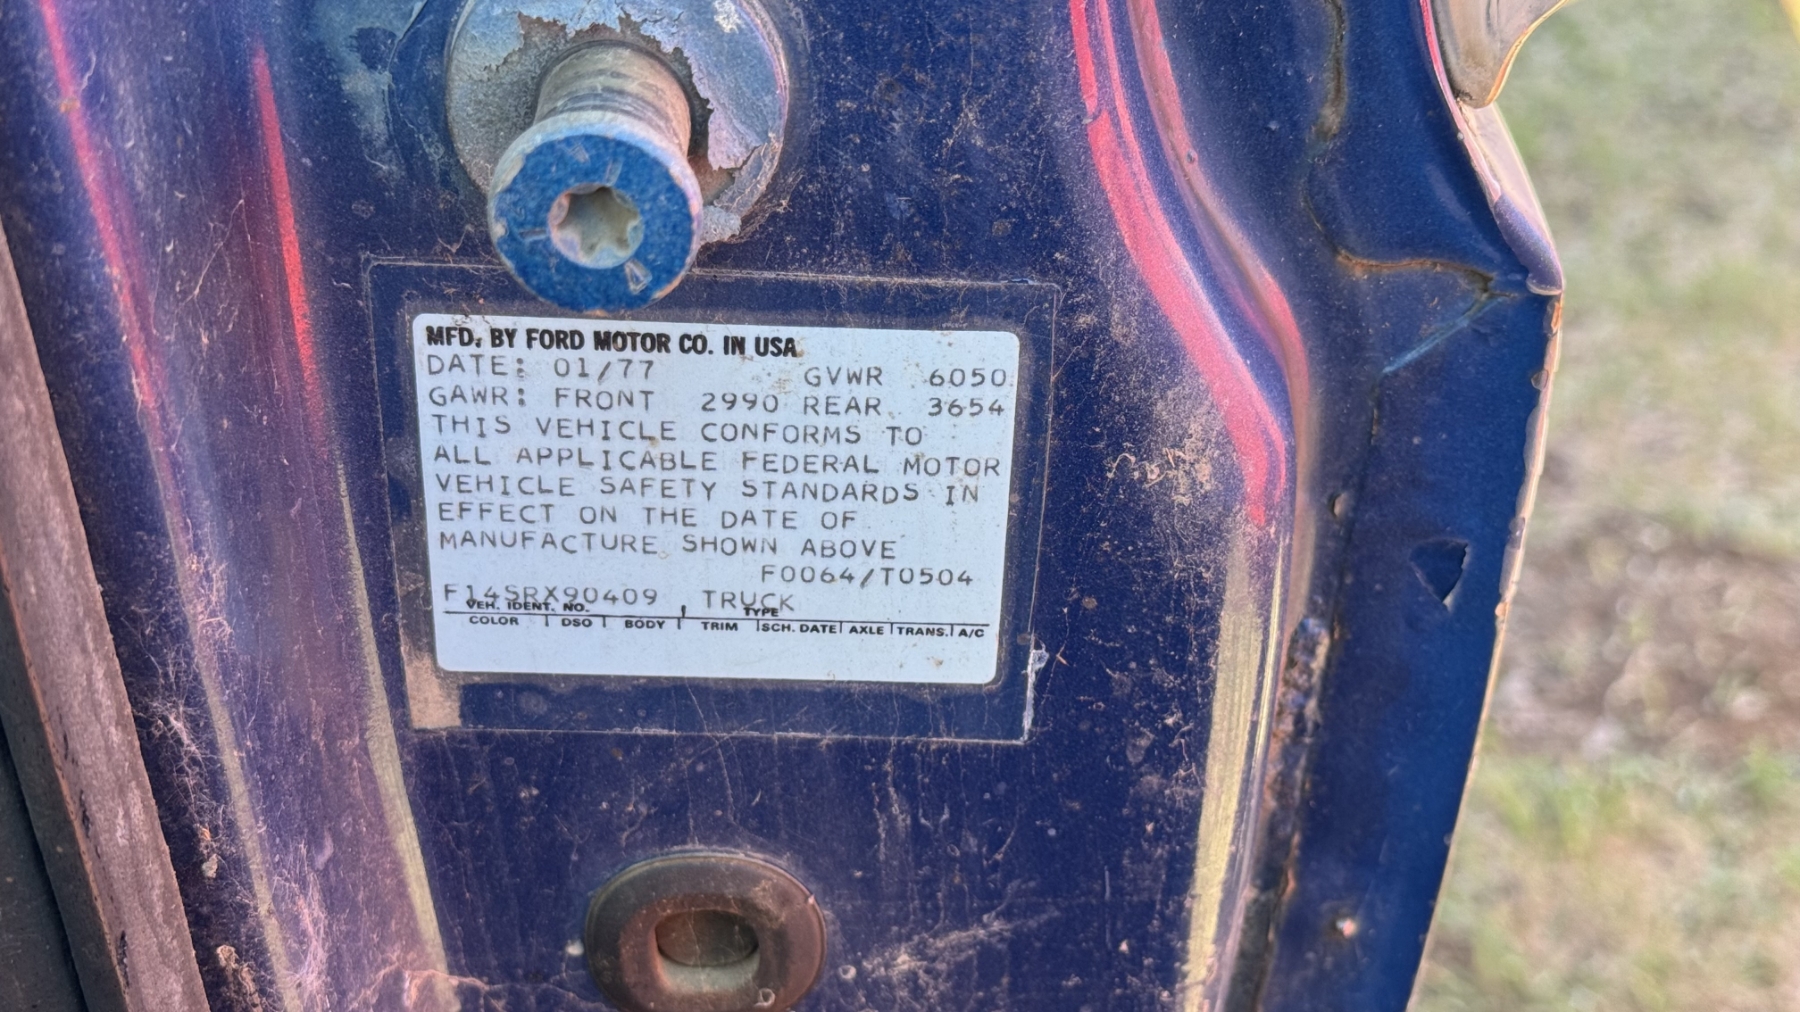 MFD. BY FORD MOTOR CO. IN USA
DATE: 01/77 GVWR 6050
GAWR: FRONT 2990 REAR 3654
THIS VEHICLE CONFORMS TO
ALL APPLICABLE FEDERAL MOTOR
VEHICLE SAFETY STANDARDS IN
EFFECT ON THE DATE OF
MANUFACTURE SHOWN ABOVE
F0064/T0504
F14SRX90409 TRUCK
VEH. IDENT. NO. TYPE
COLOR DSO BODY TRIM SCH. DATE AXLE TRANS. A/C